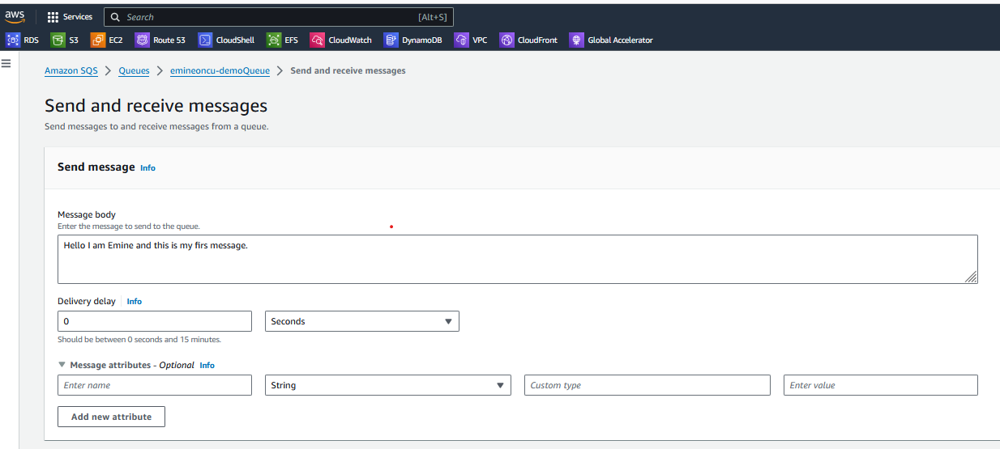 aws Services Search [Alt+S]
RDS S3 EC2 Route 53 CloudShell EFS CloudWatch DynamoDB VPC CloudFront Global Accelerator
Amazon SQS > Queues > emineoncu-demoQueue > Send and receive messages
Send and receive messages
Send messages to and receive messages from a queue.
Send message Info
Message body
Enter the message to send to the queue.
Hello I am Emine and this is my firs message.
Delivery delay Info
0 Seconds
Should be between 0 seconds and 15 minutes.
Message attributes - Optional Info
Enter name String Custom type Enter value
Add new attribute